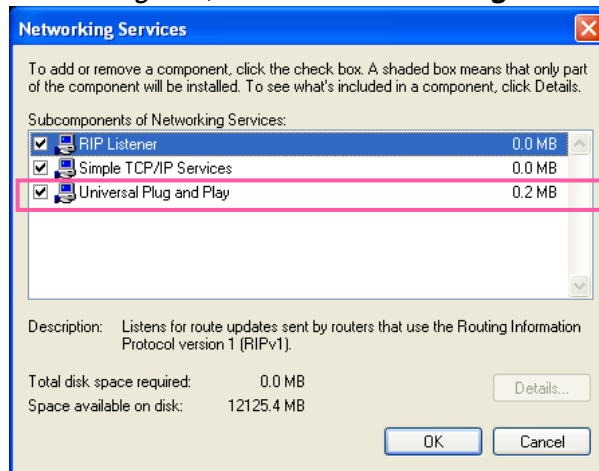 Networking Services
To add or remove a component, click the check box. A shaded box means that only part
of the component will be installed. To see what's included in a component, click Details.
Subcomponents of Networking Services:
RIP Listener 0.0 MB
Simple TCP/IP Services 0.0 MB
Universal Plug and Play 0.2 MB
Description: Listens for route updates sent by routers that use the Routing Information
Protocol version 1 (RIPv1).
Total disk space required: 0.0 MB
Details...
Space available on disk: 12125.4 MB
OK Cancel